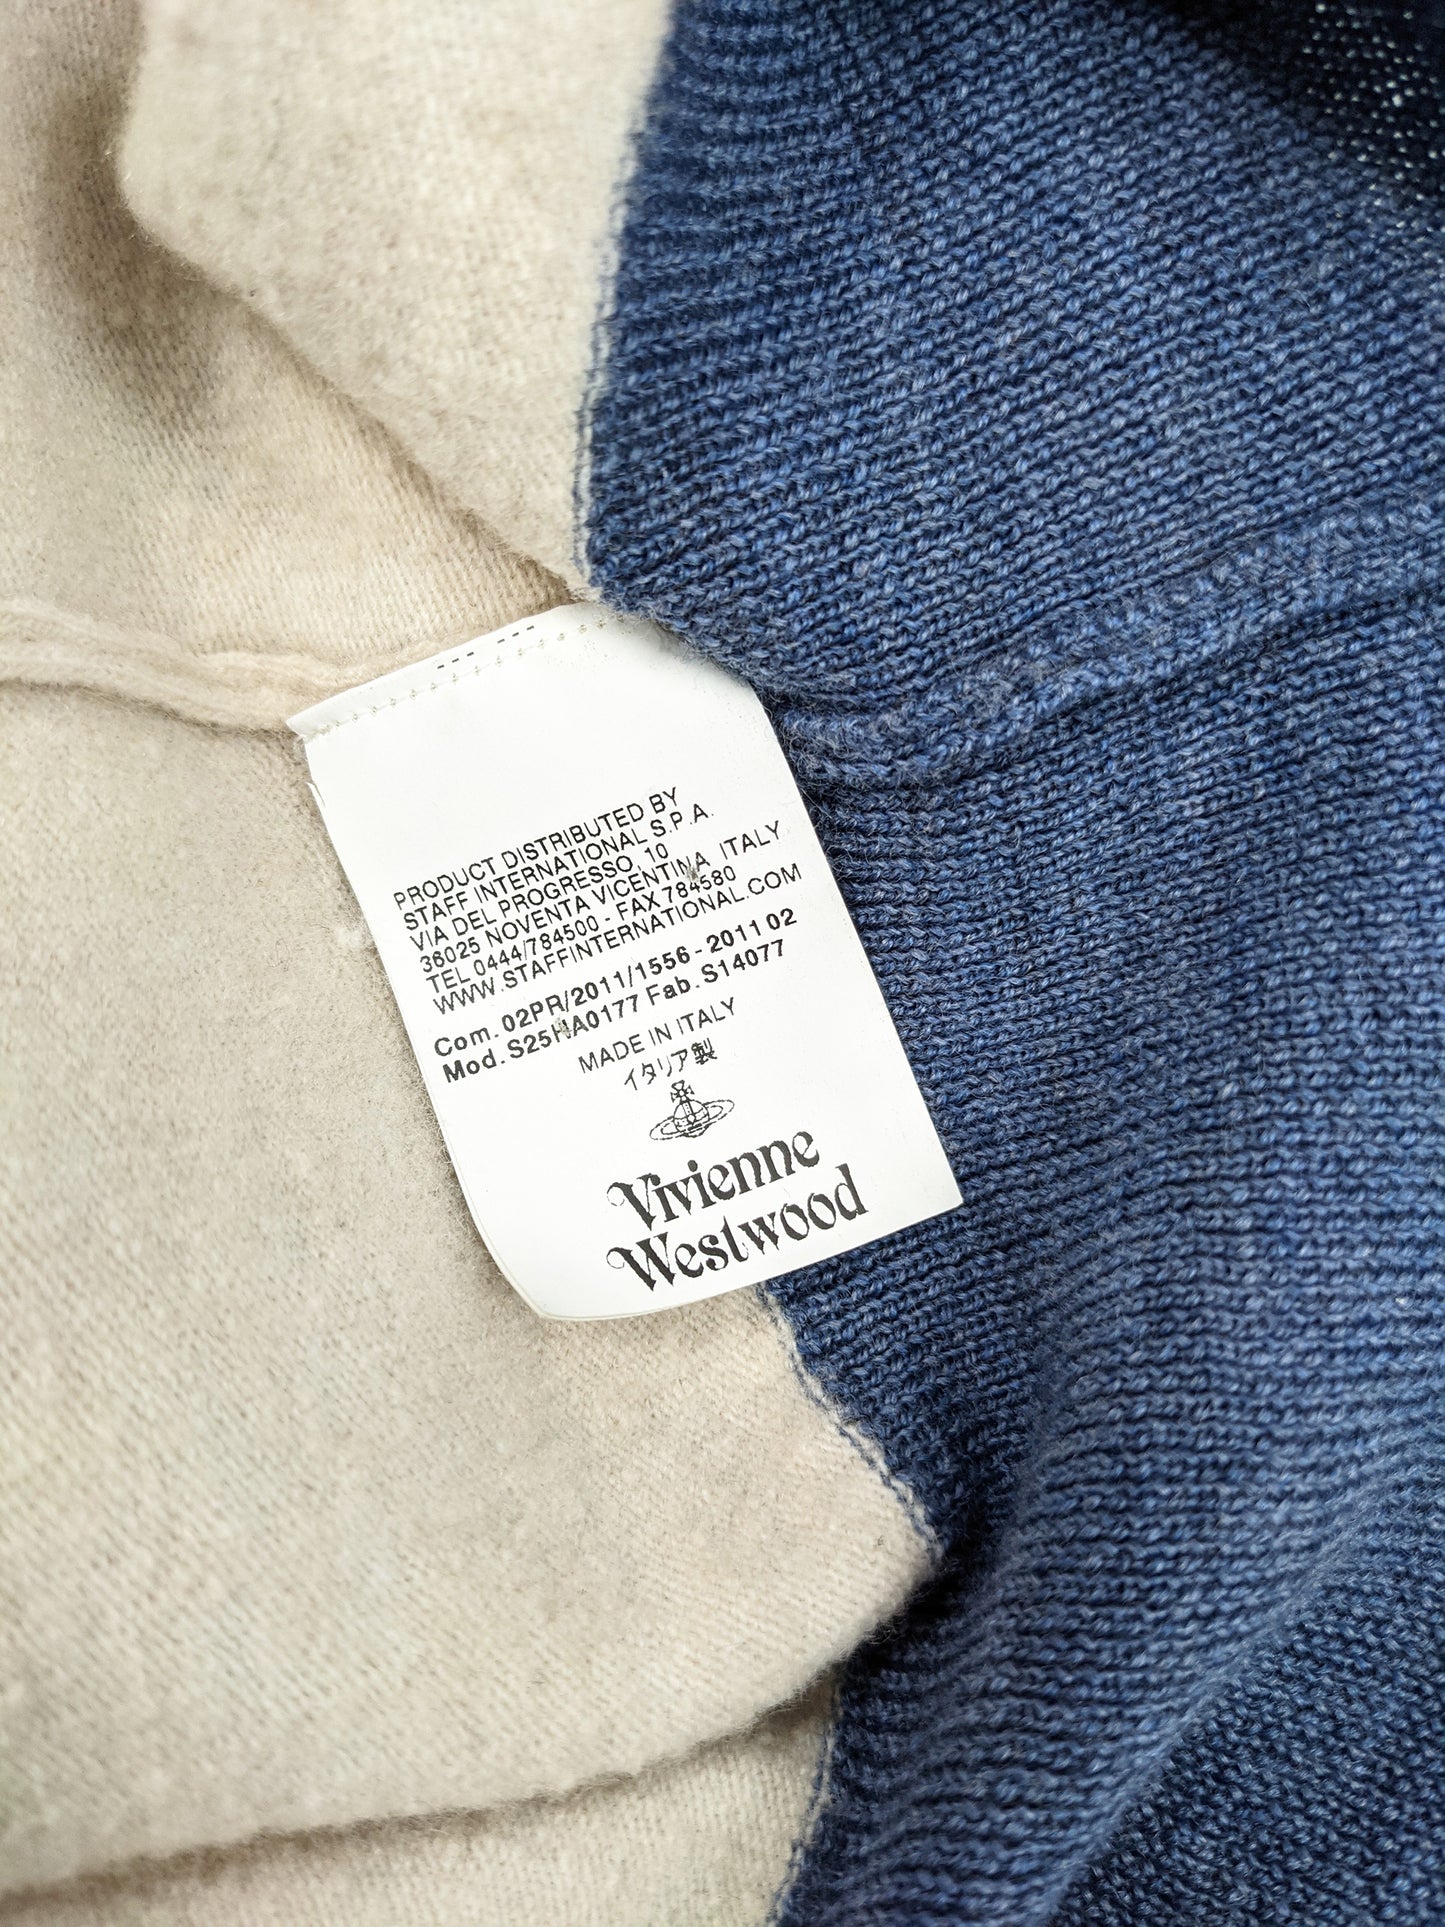 PRODUCT DISTRIBUTED BY
STAFF INTERNATIONAL S.P.A.
VIA DEL PROGRESSO, 10
36025 NOVENTA VICENTINA ITALY
TEL 0444/784500 - FAX 784580
WWW.STAFFINTERNATIONAL.COM
Com. 02PR/2011/1556 - 2011 02
Mod. S25HA0177 Fab. S14077
MADE IN ITALY
イタリア製
Vivienne
Westwood